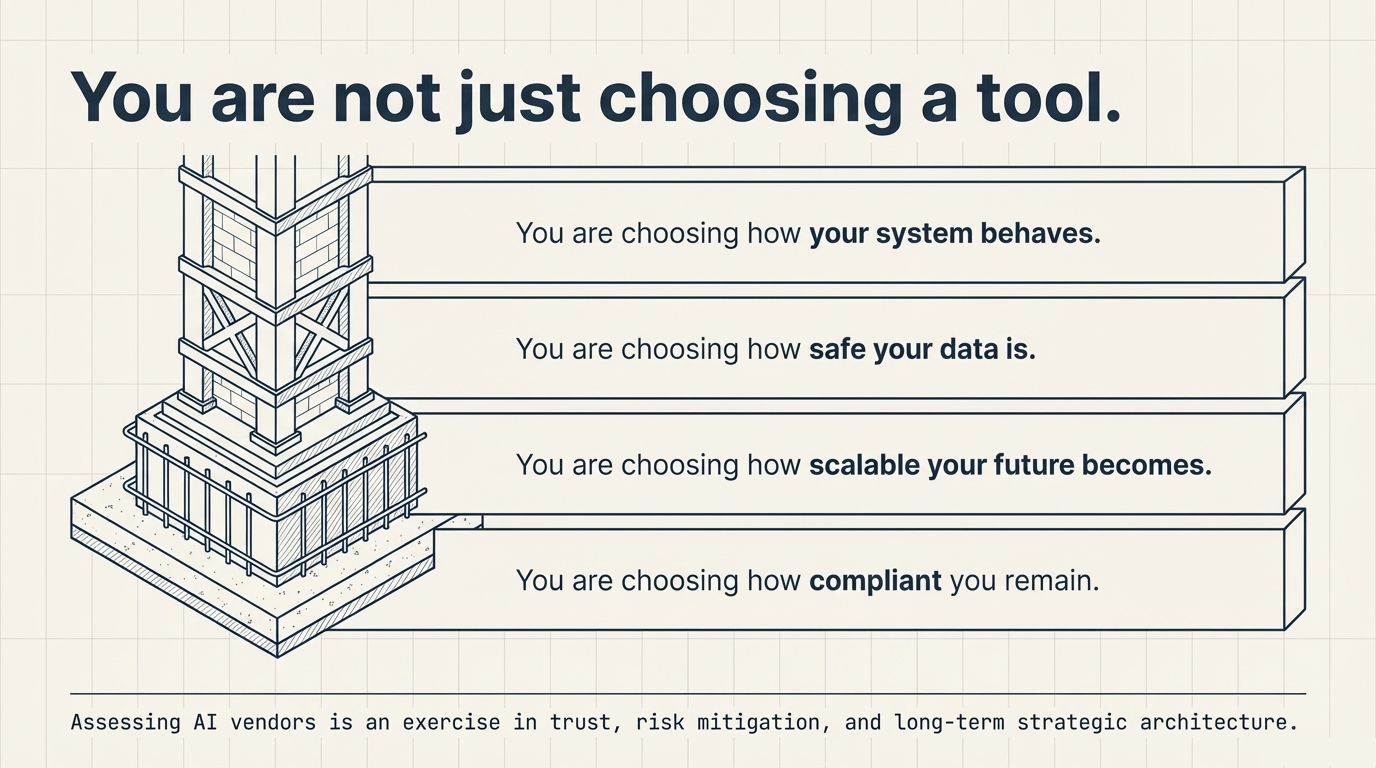 You are not just choosing a tool.
You are choosing how your system behaves.
You are choosing how safe your data is.
You are choosing how scalable your future becomes.
You are choosing how compliant you remain.
Assessing AI vendors is an exercise in trust, risk mitigation, and long-term strategic architecture.